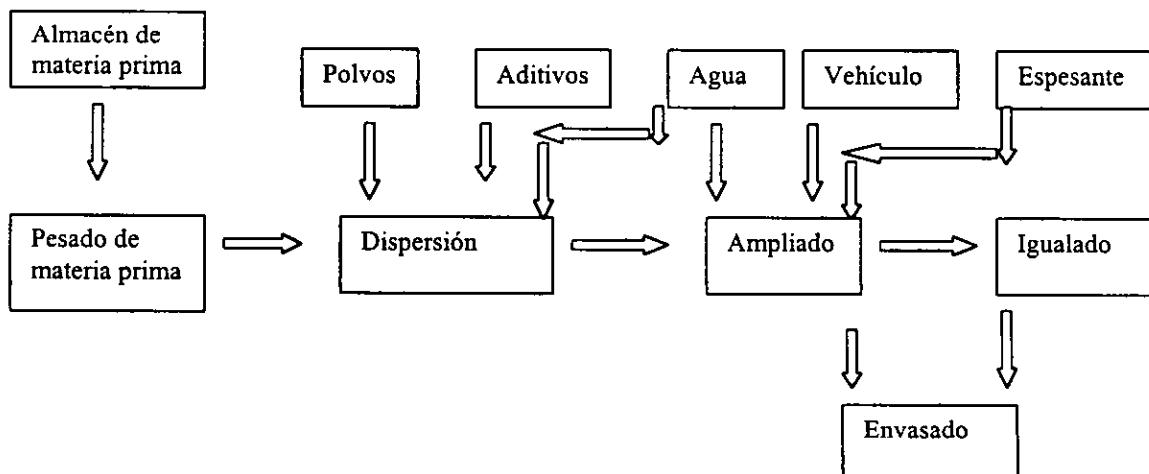 Almacén de
materia prima
Polvos
Aditivos
Agua
Vehículo
Espesante
Pesado de
materia prima
Dispersión
Ampliado
Igualado
Envasado